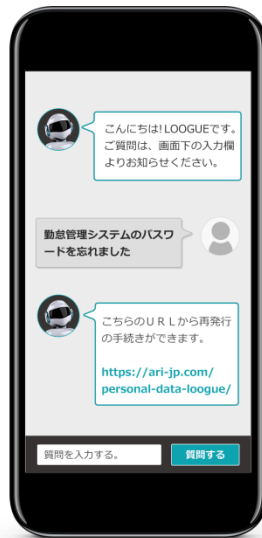 こんにちは！LOOGUEです。
ご質問は、画面下の入力欄
よりお知らせください。
勤怠管理システムのパスワ
ードを忘れました
こちらのＵＲＬから再発行
の手続きができます。
https://ari-jp.com/
personal-data-loogue/
質問を入力する。
質問する